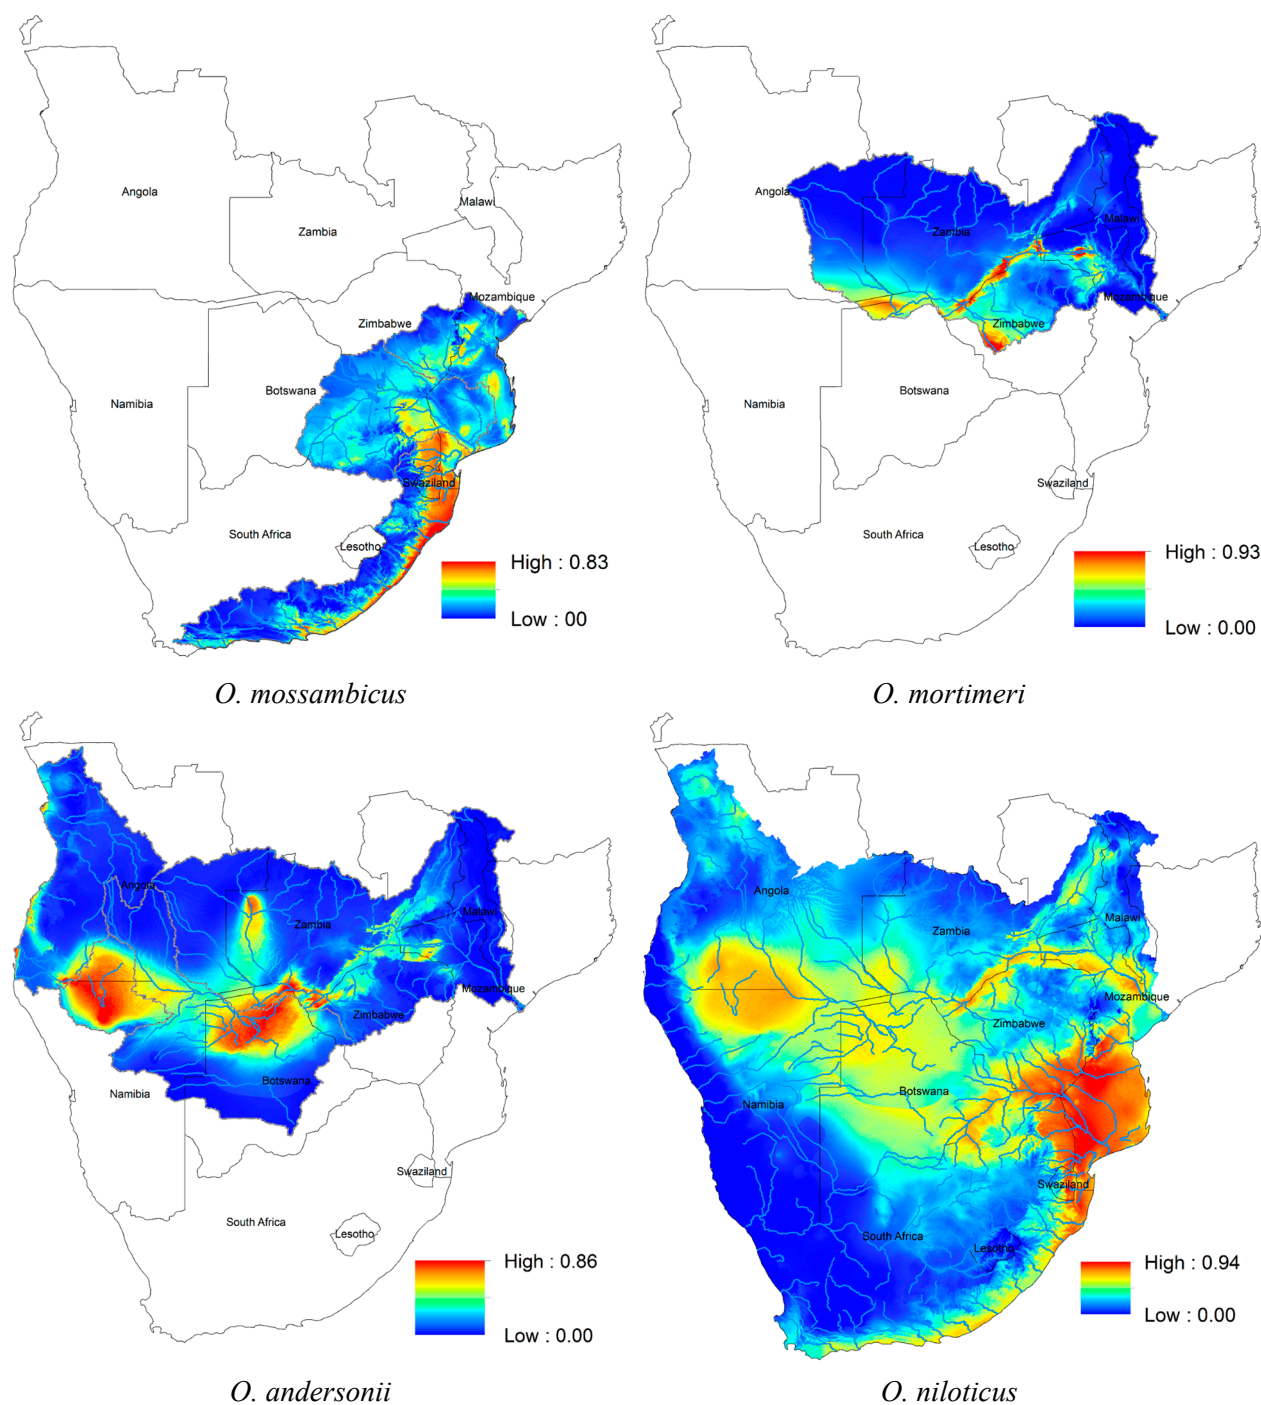 Angola
Zambia
Malawi
Mozambique
Zimbabwe
Botswana
Namibia
Swaziland
South Africa
Lesotho
High : 0.83
Low : 00
O. mossambicus
Angola
Zambia
Malawi
Mozambique
Zimbabwe
Botswana
Namibia
Swaziland
South Africa
Lesotho
High : 0.93
Low : 0.00
O. mortimeri
Angola
Zambia
Malawi
Mozambique
Zimbabwe
Botswana
Namibia
Swaziland
South Africa
Lesotho
High : 0.86
Low : 0.00
O. andersonii
Angola
Zambia
Malawi
Mozambique
Zimbabwe
Botswana
Namibia
Swaziland
South Africa
Lesotho
High : 0.94
Low : 0.00
O. niloticus